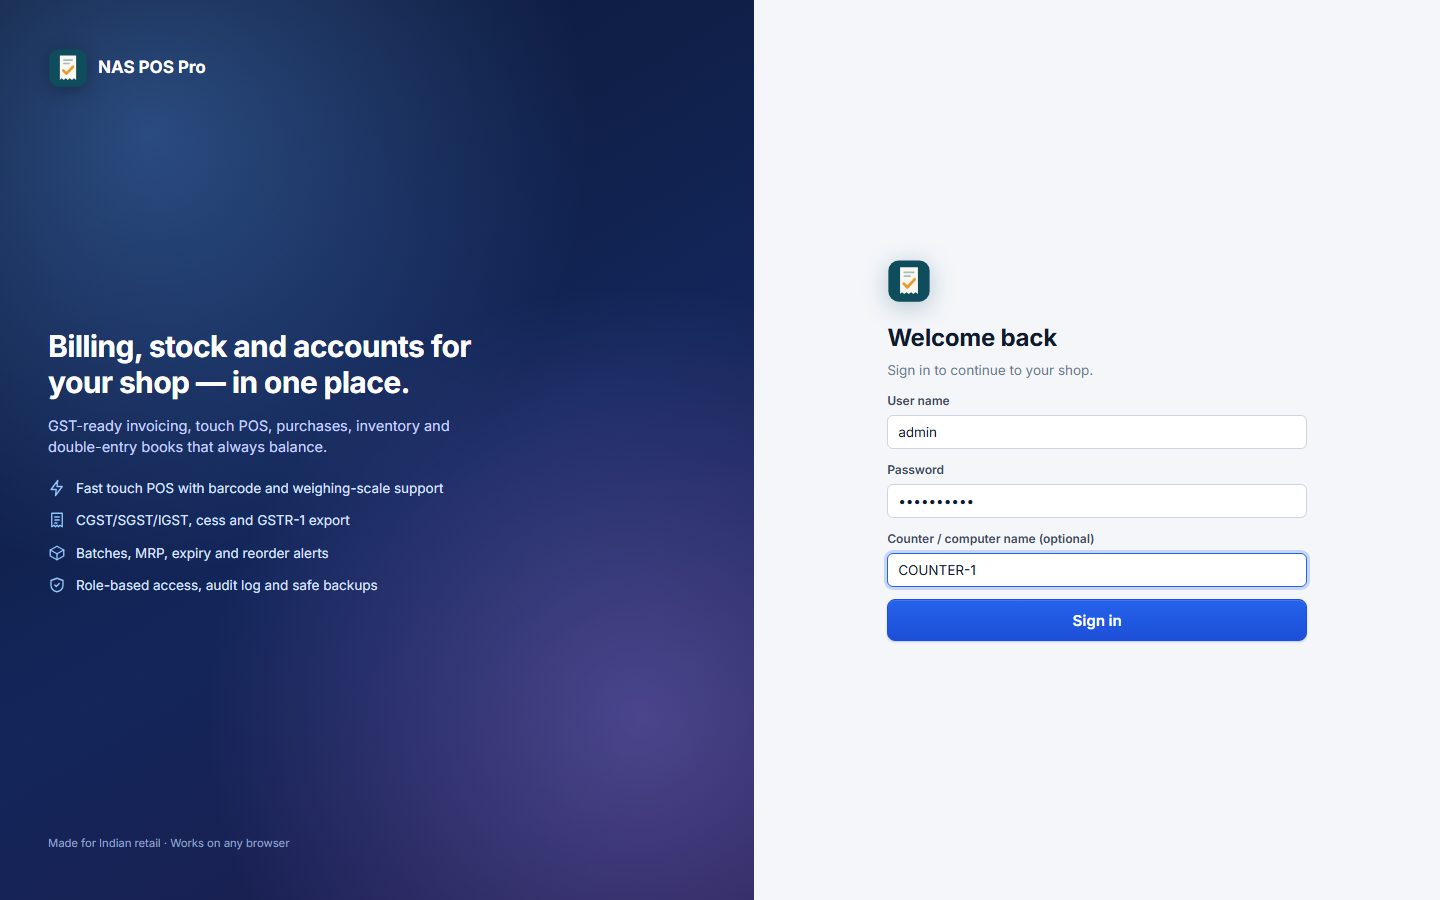 NAS POS Pro
Billing, stock and accounts for
your shop — in one place.
GST-ready invoicing, touch POS, purchases, inventory and
double-entry books that always balance.
Fast touch POS with barcode and weighing-scale support
CGST/SGST/IGST, cess and GSTR-1 export
Batches, MRP, expiry and reorder alerts
Role-based access, audit log and safe backups
Made for Indian retail · Works on any browser
Welcome back
Sign in to continue to your shop.
User name
admin
Password
••••••••••
Counter / computer name (optional)
COUNTER-1
Sign in